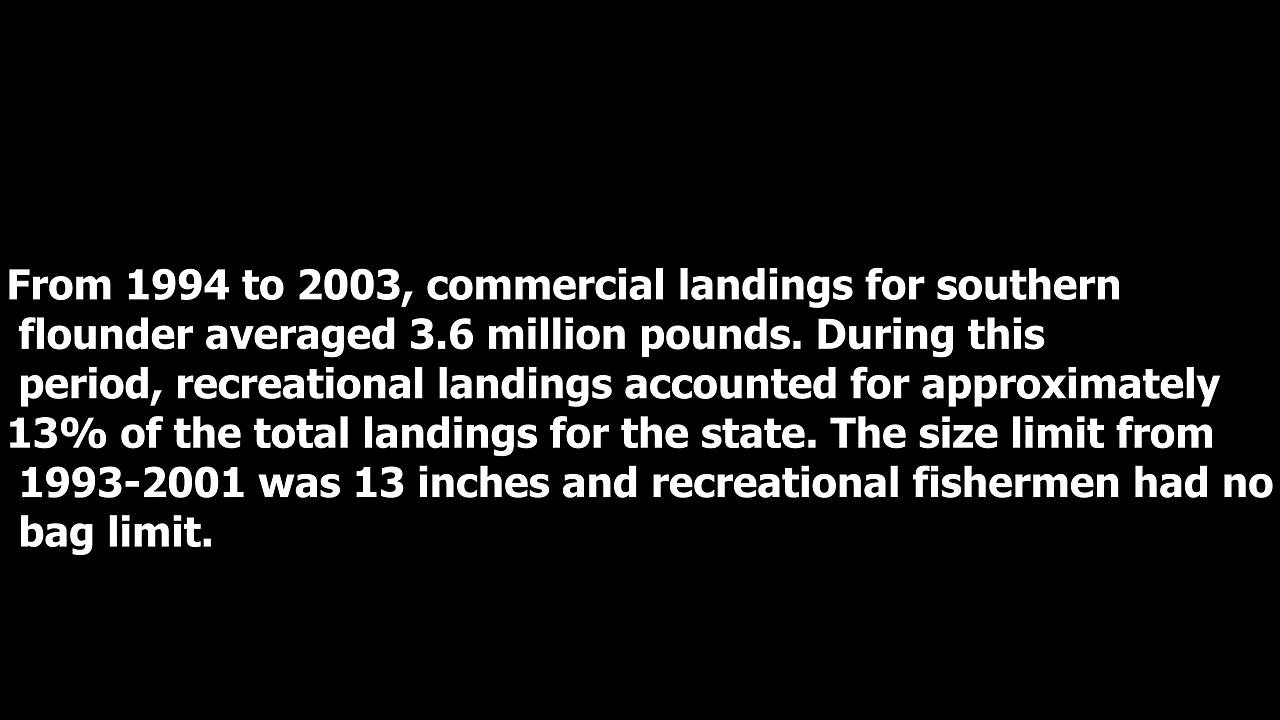 From 1994 to 2003, commercial landings for southern
flounder averaged 3.6 million pounds. During this
period, recreational landings accounted for approximately
13% of the total landings for the state. The size limit from
1993-2001 was 13 inches and recreational fishermen had no
bag limit.